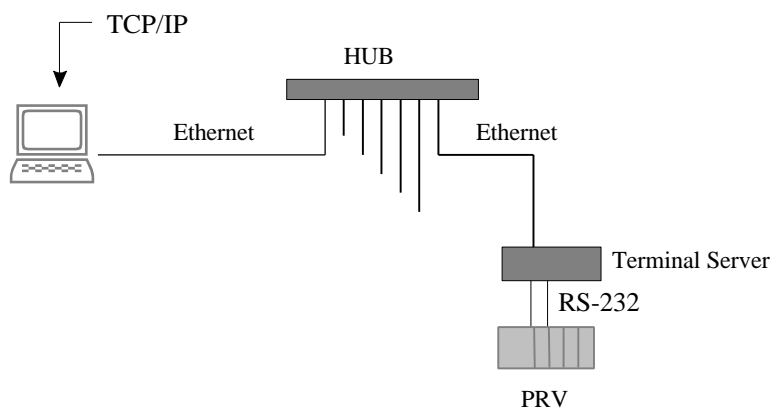 TCP/IP
HUB
Ethernet
Ethernet
Terminal Server
RS-232
PRV